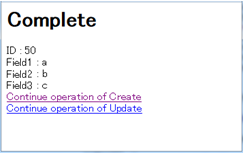 Complete
ID : 50
Field1 : a
Field2 : b
Field3 : c
Continue operation of Create
Continue operation of Update